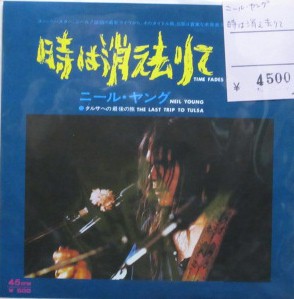 時は消え去りて
TIME FADES
ニール・ヤング
NEIL YOUNG
タルサへの最後の旅 THE LAST TRIP TO TULSA
45
ニール・ヤング
時は消え去りて
¥ 4500